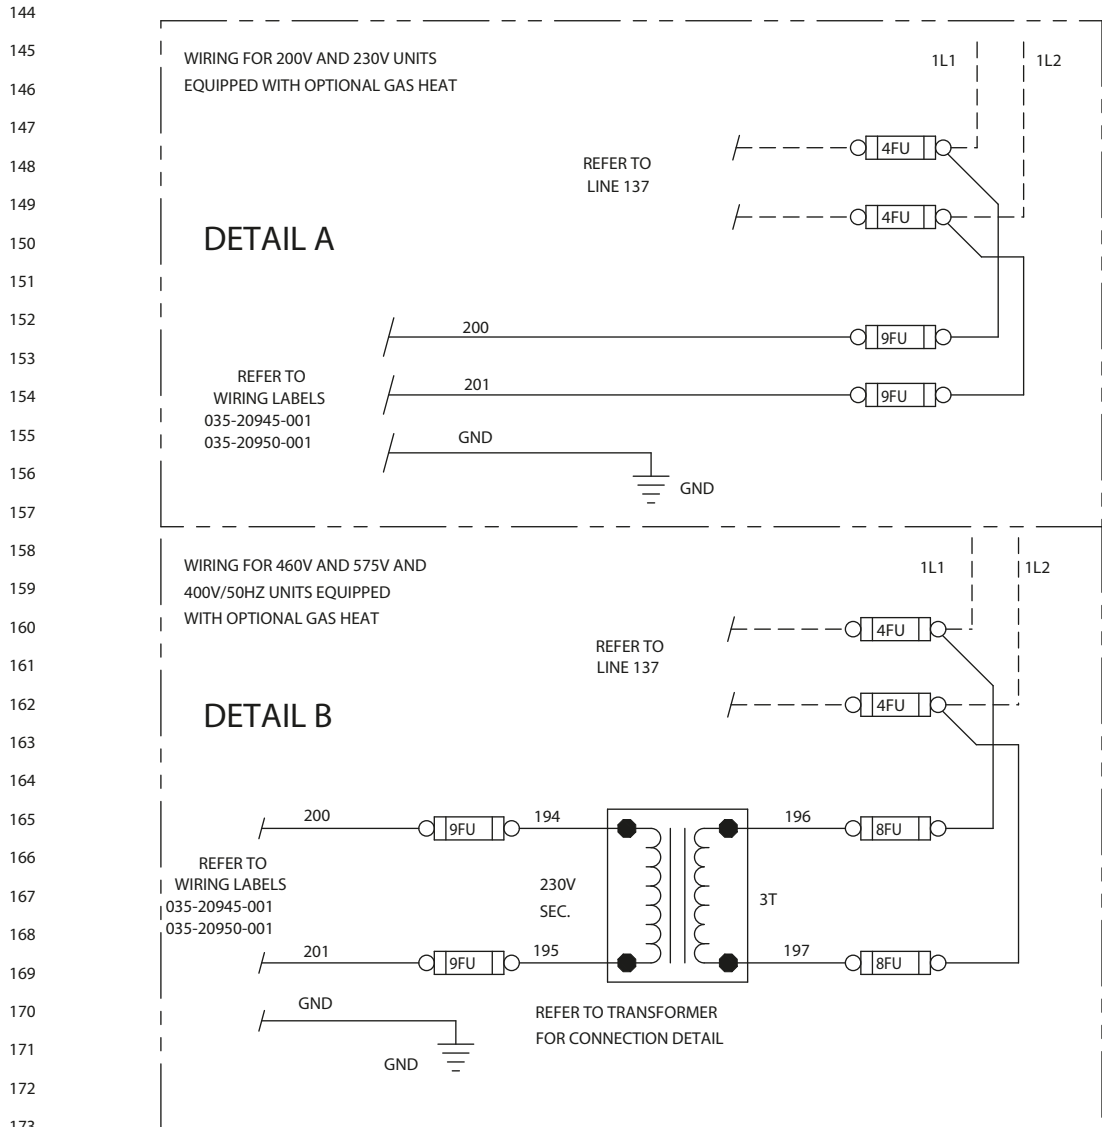 144
145
146
147
148
149
150
151
152
153
154
155
156
157
158
159
160
161
162
163
164
165
166
167
168
169
170
171
172
173
WIRING FOR 200V AND 230V UNITS
EQUIPPED WITH OPTIONAL GAS HEAT
1L1
1L2
4FU
REFER TO
LINE 137
4FU
DETAIL A
200
9FU
201
9FU
REFER TO
WIRING LABELS
035-20945-001
035-20950-001
GND
GND
WIRING FOR 460V AND 575V AND
400V/50HZ UNITS EQUIPPED
WITH OPTIONAL GAS HEAT
1L1
1L2
4FU
REFER TO
LINE 137
4FU
DETAIL B
200
9FU
194
196
8FU
REFER TO
WIRING LABELS
035-20945-001
035-20950-001
230V
SEC.
3T
201
9FU
195
197
8FU
GND
GND
REFER TO TRANSFORMER
FOR CONNECTION DETAIL